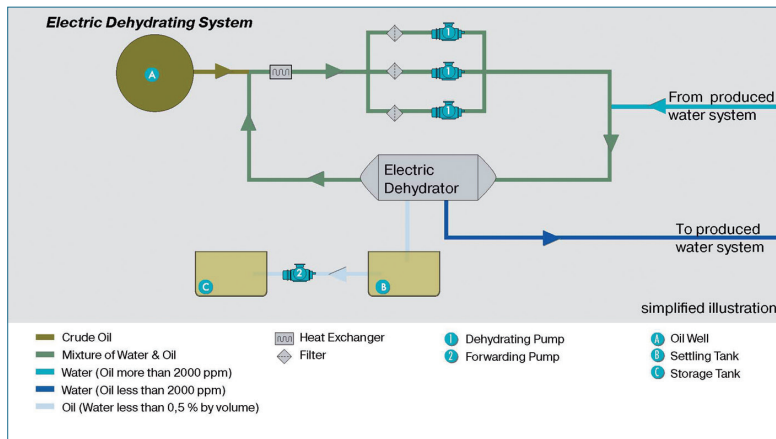 Electric Dehydrating System
A
1
1
1
From produced
water system
Electric
Dehydrator
To produced
water system
C
2
B
simplified illustration
Crude Oil
Mixture of Water & Oil
Water (Oil more than 2000 ppm)
Water (Oil less than 2000 ppm)
Oil (Water less than 0,5 % by volume)
Heat Exchanger
Filter
1 Dehydrating Pump
2 Forwarding Pump
A Oil Well
B Settling Tank
C Storage Tank